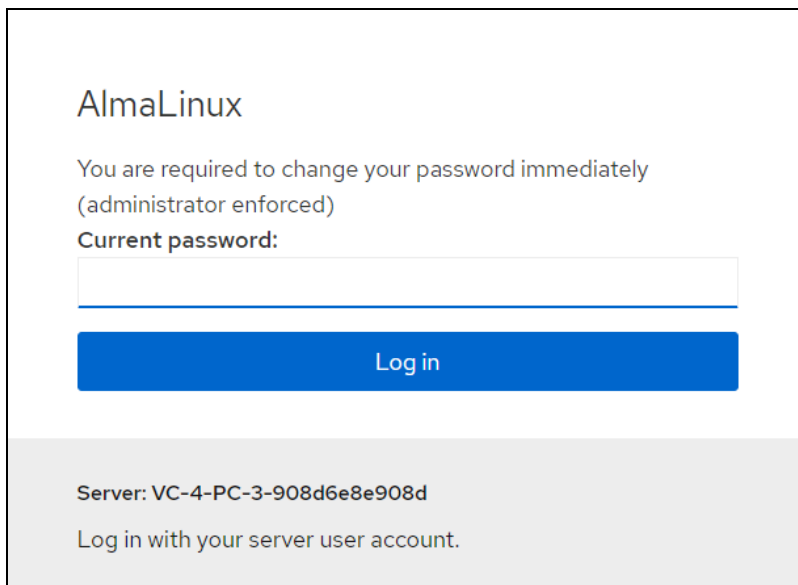 AlmaLinux
You are required to change your password immediately
(administrator enforced)
Current password:
Log in
Server: VC-4-PC-3-908d6e8e908d
Log in with your server user account.